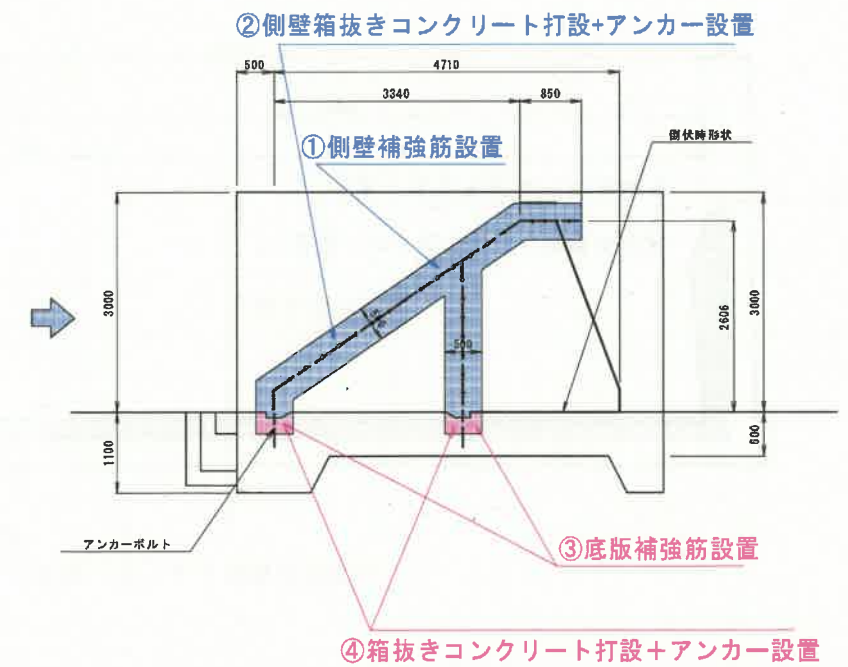 ②側壁箱抜きコンクリート打設+アンカー設置
500
4710
3340
850
倒伏時形状
①側壁補強筋設置
3000
2606
3000
500
1100
600
アンカーボルト
③底版補強筋設置
④箱抜きコンクリート打設+アンカー設置